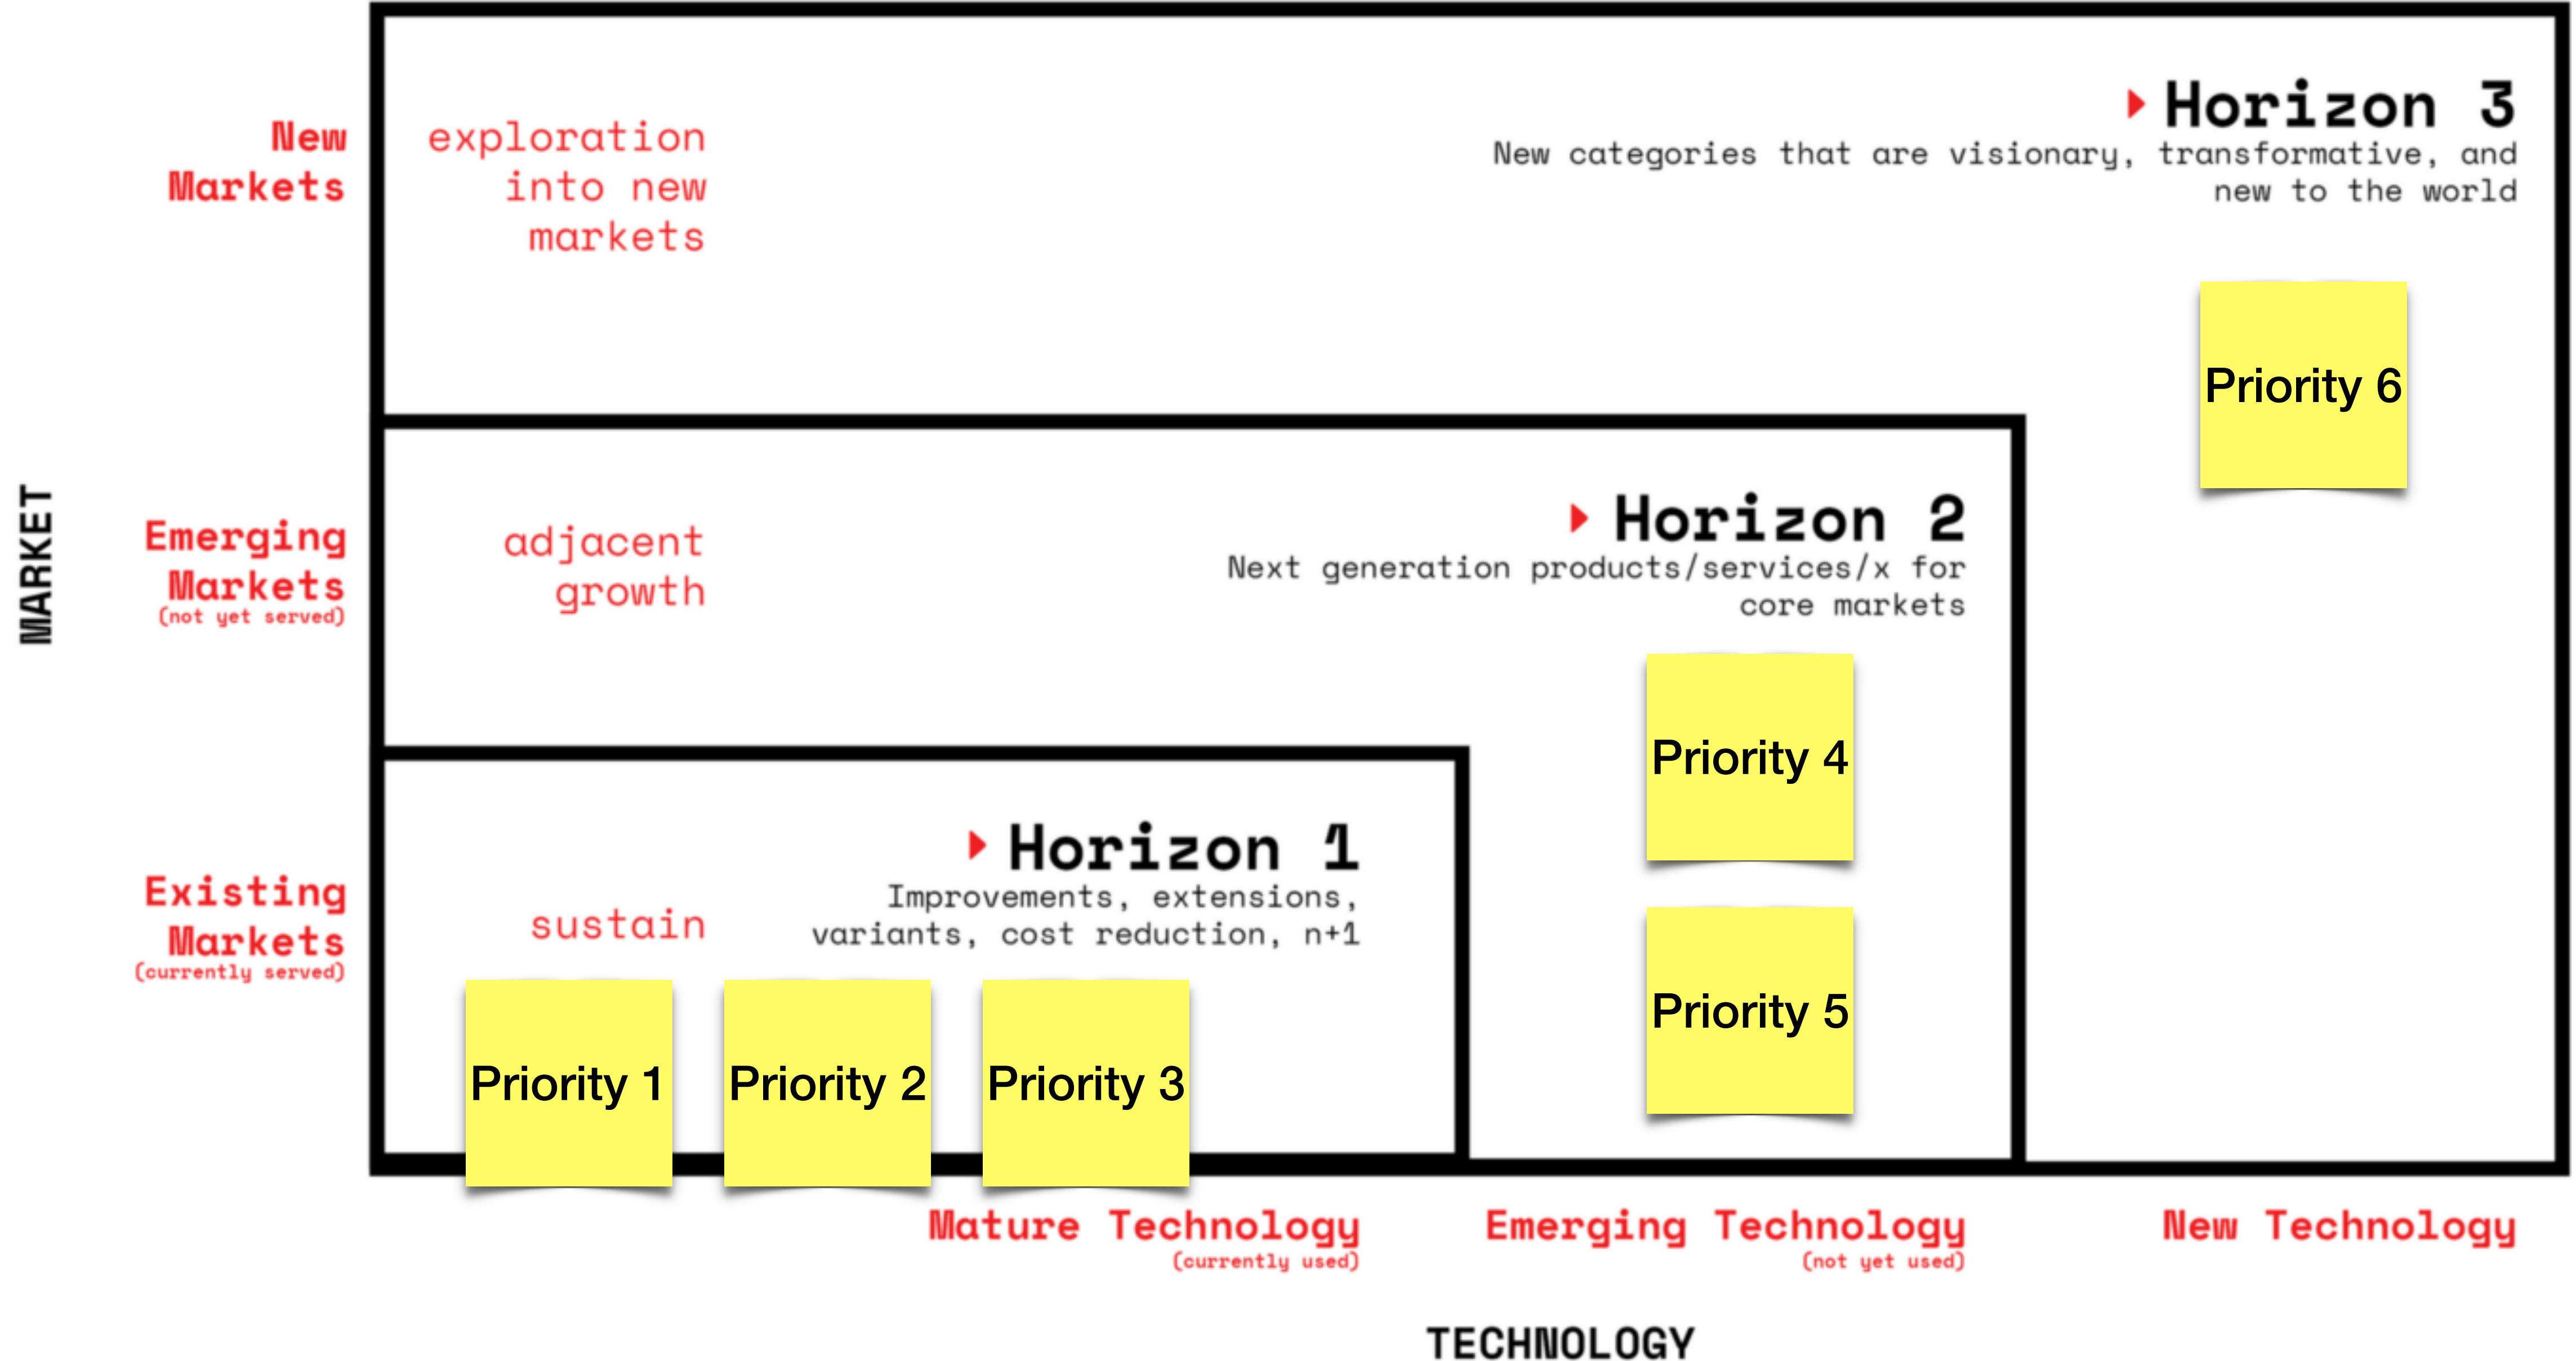 New
Markets
exploration
into new
markets
Horizon 3
New categories that are visionary, transformative, and
new to the world
Priority 6
MARKET
Emerging
Markets
(not yet served)
adjacent
growth
Horizon 2
Next generation products/services/x for
core markets
Priority 4
Existing
Markets
(currently served)
sustain
Horizon 1
Improvements, extensions,
variants, cost reduction, n+1
Priority 1
Priority 2
Priority 3
Priority 5
Mature Technology
(currently used)
Emerging Technology
(not yet used)
New Technology
TECHNOLOGY